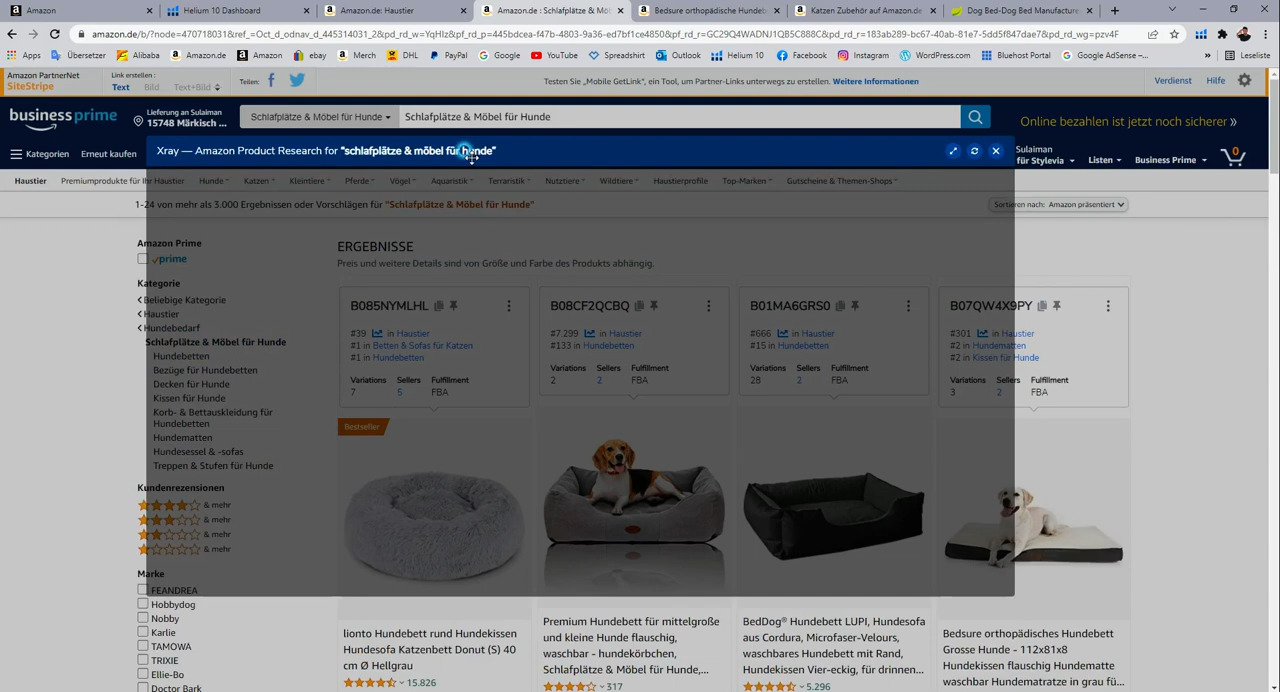 Amazon
Helium 10 Dashboard
Amazon.de: Haustier
Amazon.de : Schlafplätze & Mö
Bedsure orthopädische Hundeb
Katzen Zubehör auf Amazon.de
Dog Bed-Dog Bed Manufacture
amazon.de/b/?node=470718031&ref_=Oct_d_odnav_d_445314031_2&pd_rd_w=YqHIz&pf_rd_p=445bdcea-f47b-4803-9a36-ed7bf1ce4850&pf_rd_r=GC29Q4WADNJ1QB5C888C&pd_rd_r=183ab289-bc67-40ab-81e7-5dd5f847dae7&pd_rd_wg=pzv4F
Apps
Übersetzer
Alibaba
Amazon.de
Amazon
ebay
Merch
DHL
PayPal
Google
YouTube
Spreadshirt
Outlook
Helium 10
Facebook
Instagram
WordPress.com
Bluehost Portal
Google AdSense –...
Leseliste
Amazon PartnerNet
SiteStripe
Link erstellen :
Text Bild Text+Bild
Teilen:
Testen Sie „Mobile GetLink", ein Tool, um Partner-Links unterwegs zu erstellen. Weitere Informationen
Verdienst
Hilfe
business prime
Lieferung an Sulaiman
15748 Märkisch ...
Schlafplätze & Möbel für Hunde
Schlafplätze & Möbel für Hunde
Online bezahlen ist jetzt noch sicherer »
Kategorien
Erneut kaufen
Xray — Amazon Product Research for "schlafplätze & möbel für hunde"
Sulaiman
für Stylevia
Listen
Business Prime
0
Haustier
Premiumprodukte für Ihr Haustier
Hunde
Katzen
Kleintiere
Pferde
Vögel
Aquaristik
Terraristik
Nutztiere
Wildtiere
Haustierprofile
Top-Marken
Gutscheine & Themen-Shops
1-24 von mehr als 3.000 Ergebnissen oder Vorschlägen für "Schlafplätze & Möbel für Hunde"
Sortieren nach: Amazon präsentiert
Amazon Prime
prime
Kategorie
Beliebige Kategorie
Haustier
Hundebedarf
Schlafplätze & Möbel für Hunde
Hundebetten
Bezüge für Hundebetten
Decken für Hunde
Kissen für Hunde
Korb- & Bettauskleidung für
Hundebetten
Hundematten
Hundesessel & -sofas
Treppen & Stufen für Hunde
Kundenrezensionen
& mehr
& mehr
& mehr
& mehr
Marke
FEANDREA
Hobbydog
Nobby
Karlie
TAMOWA
TRIXIE
Ellie-Bo
Doctor Bark
ERGEBNISSE
Preis und weitere Details sind von Größe und Farbe des Produkts abhängig.
B085NYMLHL
#39 in Haustier
#1 in Betten & Sofas für Katzen
#1 in Hundebetten
Variations Sellers Fulfillment
7 5 FBA
Bestseller
lionto Hundebett rund Hundekissen
Hundesofa Katzenbett Donut (S) 40
cm Ø Hellgrau
15.826
B08CF2QCBQ
#7.299 in Haustier
#133 in Hundebetten
Variations Sellers Fulfillment
2 2 FBA
Premium Hundebett für mittelgroße
und kleine Hunde flauschig,
waschbar - hundekörbchen,
Schlafplätze & Möbel für Hunde,...
317
B01MA6GRS0
#666 in Haustier
#15 in Hundebetten
Variations Sellers Fulfillment
28 2 FBA
BedDog® Hundebett LUPI, Hundesofa
aus Cordura, Microfaser-Velours,
waschbares Hundebett mit Rand,
Hundekissen Vier-eckig, für drinnen...
5.296
B07QW4X9PY
#301 in Haustier
#2 in Hundematten
#2 in Kissen für Hunde
Variations Sellers Fulfillment
3 2 FBA
Bedsure orthopädisches Hundebett
Grosse Hunde - 112x81x8
Hundekissen flauschig Hundematte
waschbar Hundematratze in grau fü...